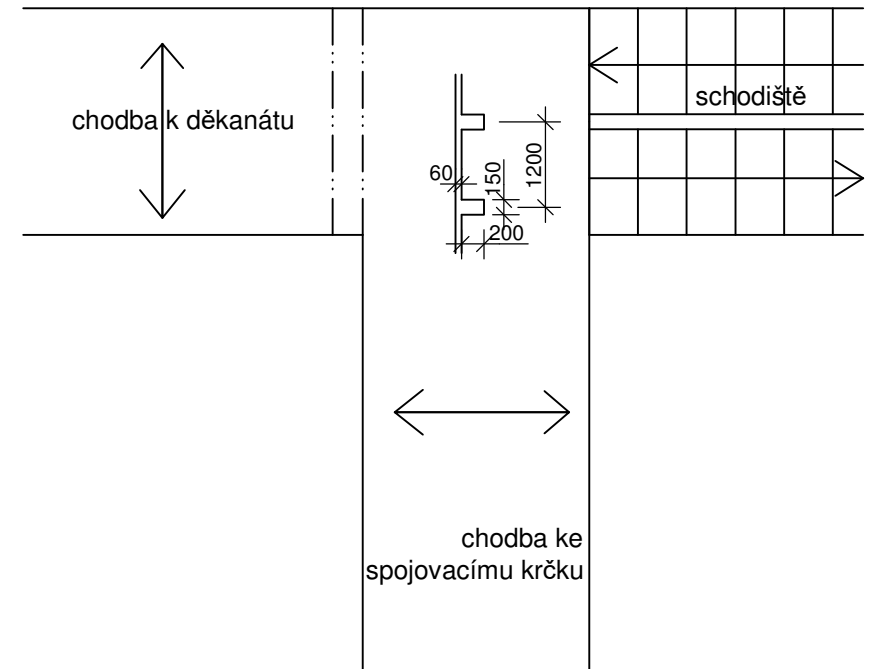 schodiště
chodba k děkanátu
60
150
1200
200
chodba ke
spojovacímu krčku